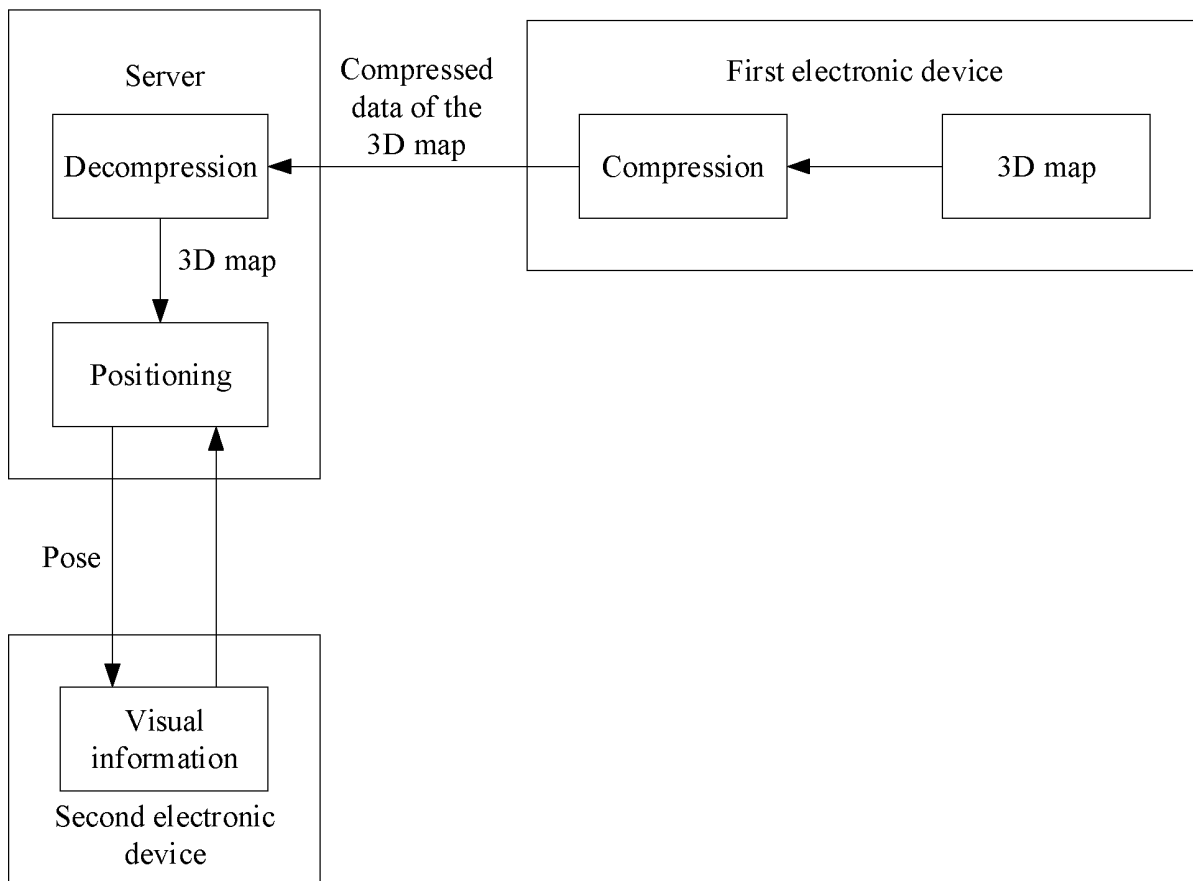 Server
Decompression
3D map
Positioning
Compressed
data of the
3D map
First electronic device
Compression
3D map
Pose
Visual
information
Second electronic
device